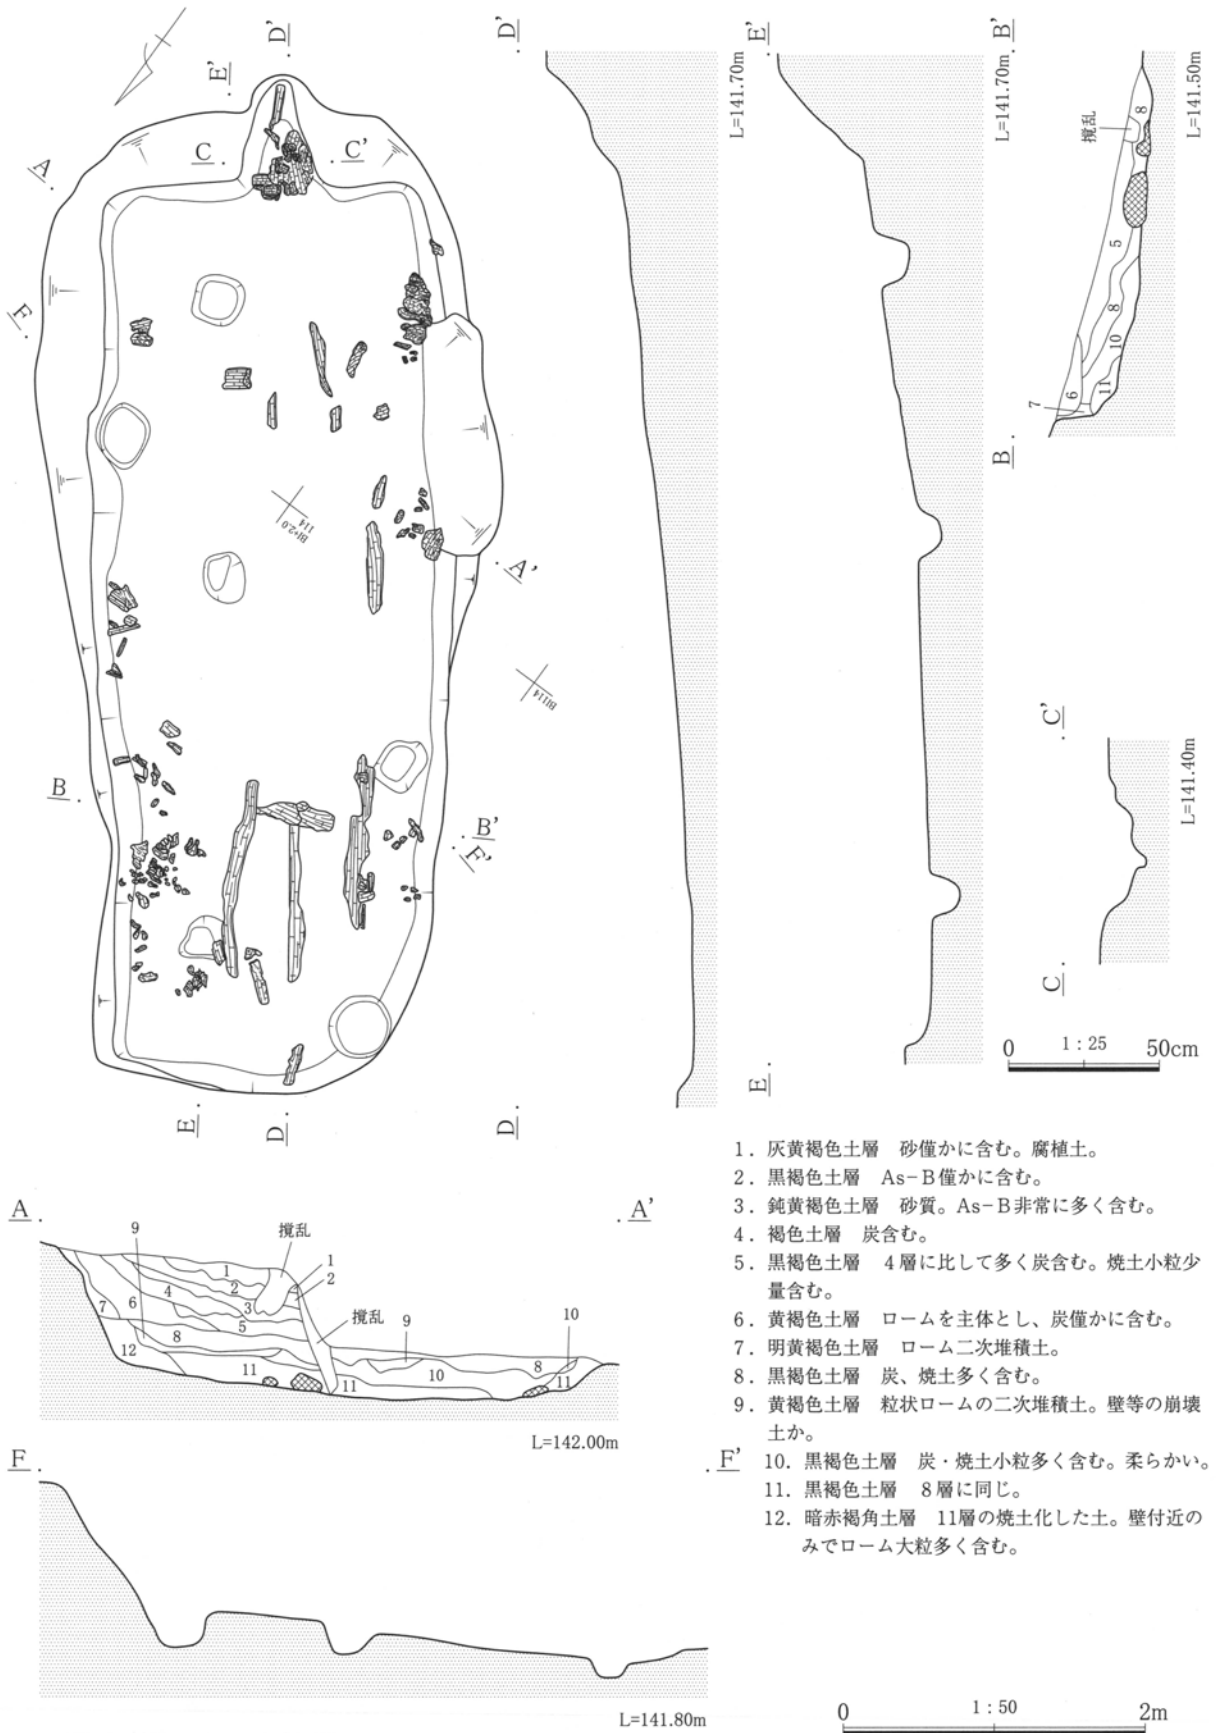 D'
E'
C
C'
A
F
BI+2.0
114
A'
BI114
B
B'
F'
E
D
D'
L=141.70m
D
E'
L=141.70m
E
B'
L=141.50m
撹乱
8
5
8
10
11
6
7
B
C'
L=141.40m
C
0 1:25 50cm
A
A'
9
撹乱
1
2
1
2
3
4
5
6
7
8
12
11
撹乱
9
10
8
10
11
11
L=142.00m
F
F'
L=141.80m
1. 灰黄褐色土層 砂僅かに含む。腐植土。
2. 黒褐色土層 As-B僅かに含む。
3. 鈍黄褐色土層 砂質。As-B非常に多く含む。
4. 褐色土層 炭含む。
5. 黒褐色土層 4層に比して多く炭含む。焼土小粒少
量含む。
6. 黄褐色土層 ロームを主体とし、炭僅かに含む。
7. 明黄褐色土層 ローム二次堆積土。
8. 黒褐色土層 炭、焼土多く含む。
9. 黄褐色土層 粒状ロームの二次堆積土。壁等の崩壊
土か。
10. 黒褐色土層 炭・焼土小粒多く含む。柔らかい。
11. 黒褐色土層 8層に同じ。
12. 暗赤褐角土層 11層の焼土化した土。壁付近の
みでローム大粒多く含む。
0 1:50 2m